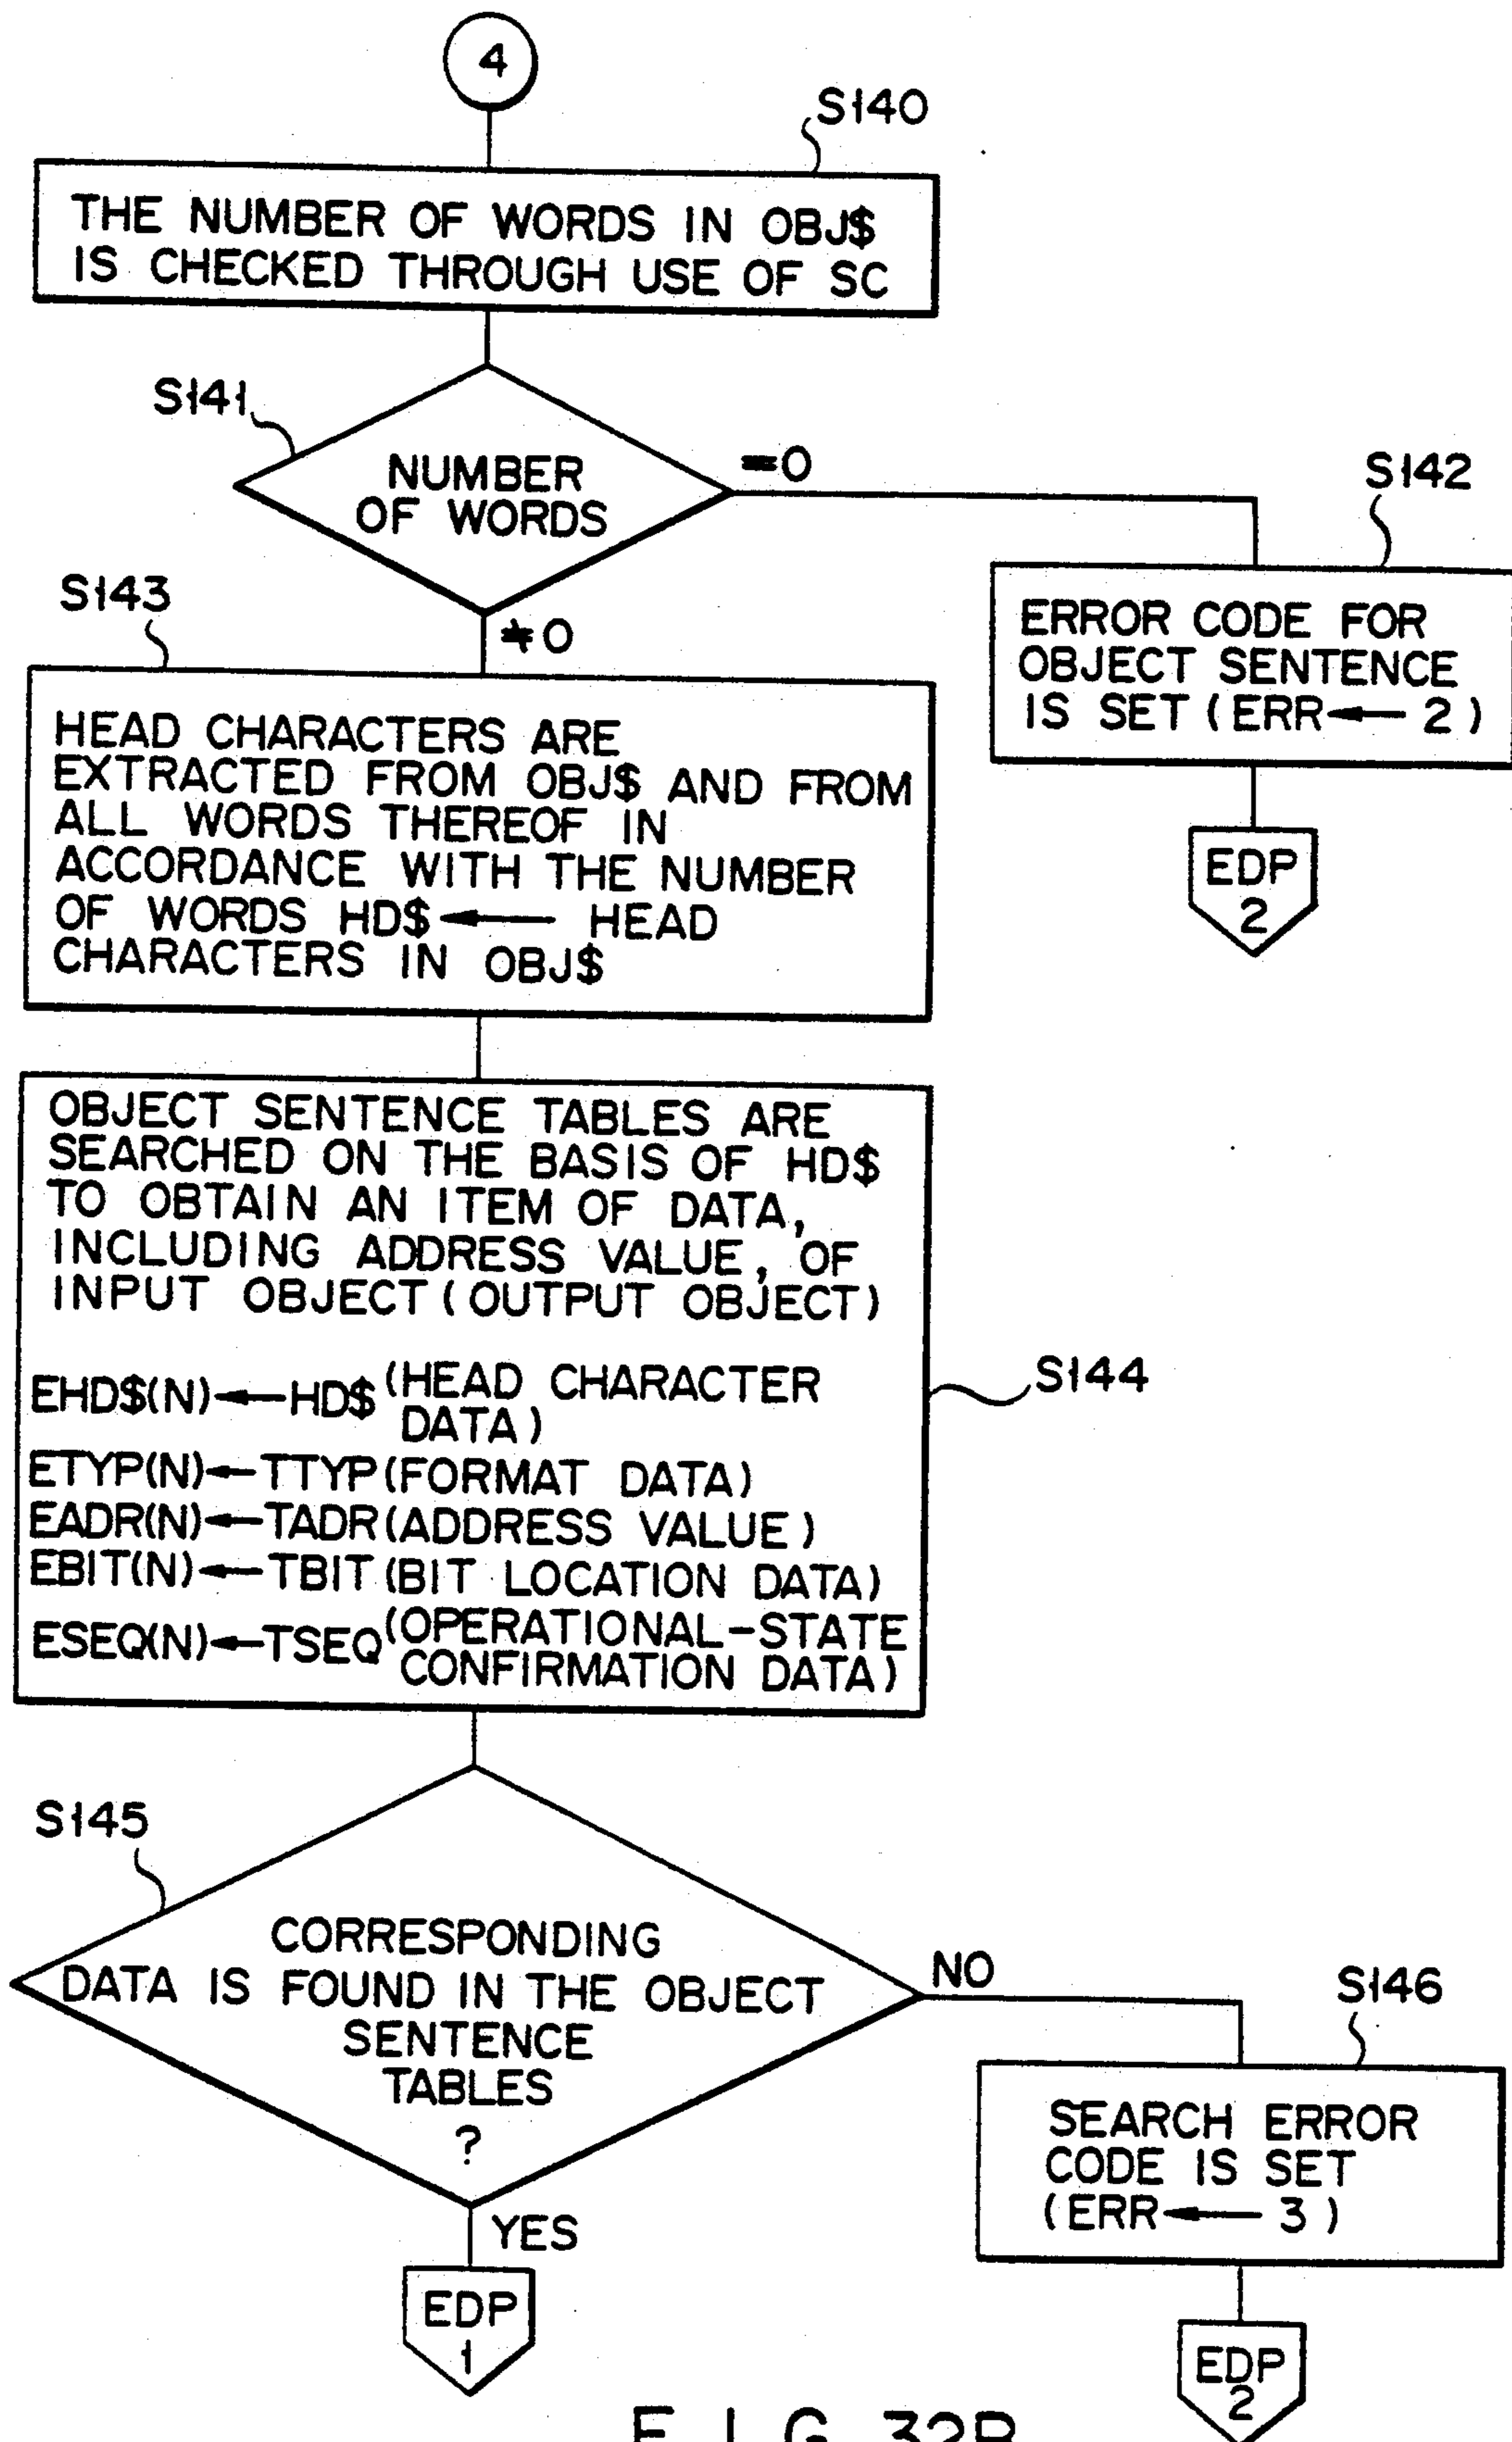 4
S140
THE NUMBER OF WORDS IN OBJ$
IS CHECKED THROUGH USE OF SC
S141
NUMBER
OF WORDS
=0
S142
ERROR CODE FOR
OBJECT SENTENCE
IS SET (ERR← 2)
EDP
2
S143
≠0
HEAD CHARACTERS ARE
EXTRACTED FROM OBJ$ AND FROM
ALL WORDS THEREOF IN
ACCORDANCE WITH THE NUMBER
OF WORDS HD$← HEAD
CHARACTERS IN OBJ$
OBJECT SENTENCE TABLES ARE
SEARCHED ON THE BASIS OF HD$
TO OBTAIN AN ITEM OF DATA,
INCLUDING ADDRESS VALUE, OF
INPUT OBJECT (OUTPUT OBJECT)
EHD$(N)←HD$ (HEAD CHARACTER
DATA)
ETYP(N)←TTYP (FORMAT DATA)
EADR(N)←TADR (ADDRESS VALUE)
EBIT(N)←TBIT (BIT LOCATION DATA)
ESEQ(N)←TSEQ (OPERATIONAL-STATE
CONFIRMATION DATA)
S144
S145
CORRESPONDING
DATA IS FOUND IN THE OBJECT
SENTENCE
TABLES
?
NO
S146
SEARCH ERROR
CODE IS SET
(ERR← 3)
EDP
2
YES
EDP
1
F I G. 32B